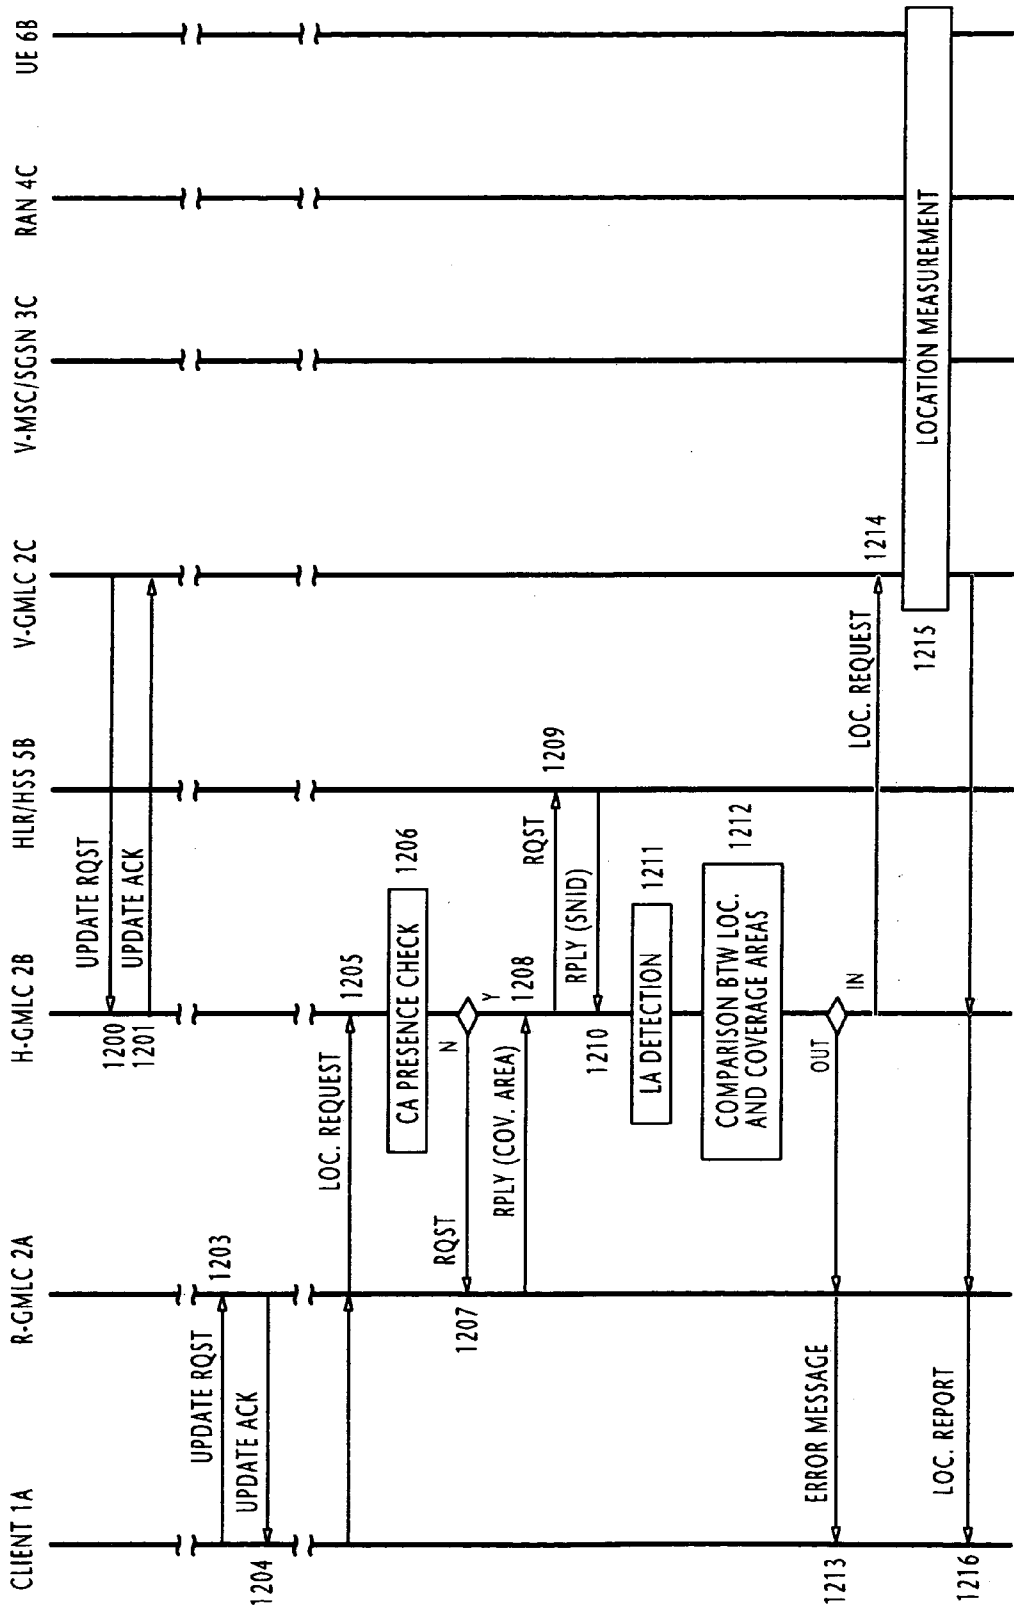 CLIENT 1A
R-GMLC 2A
H-GMLC 2B
HLR/HSS 5B
V-GMLC 2C
V-MSC/SGSN 3C
RAN 4C
UE 6B
UPDATE RQST
1200
UPDATE ACK
1201
UPDATE RQST
1203
UPDATE ACK
1204
LOC. REQUEST
1205
CA PRESENCE CHECK
1206
N
Y
RQST
1207
RPLY (COV. AREA)
1208
RQST
1209
RPLY (SNID)
1210
LA DETECTION
1211
COMPARISON BTW LOC.
AND COVERAGE AREAS
1212
OUT
IN
ERROR MESSAGE
1213
LOC. REQUEST
1214
LOCATION MEASUREMENT
1215
LOC. REPORT
1216